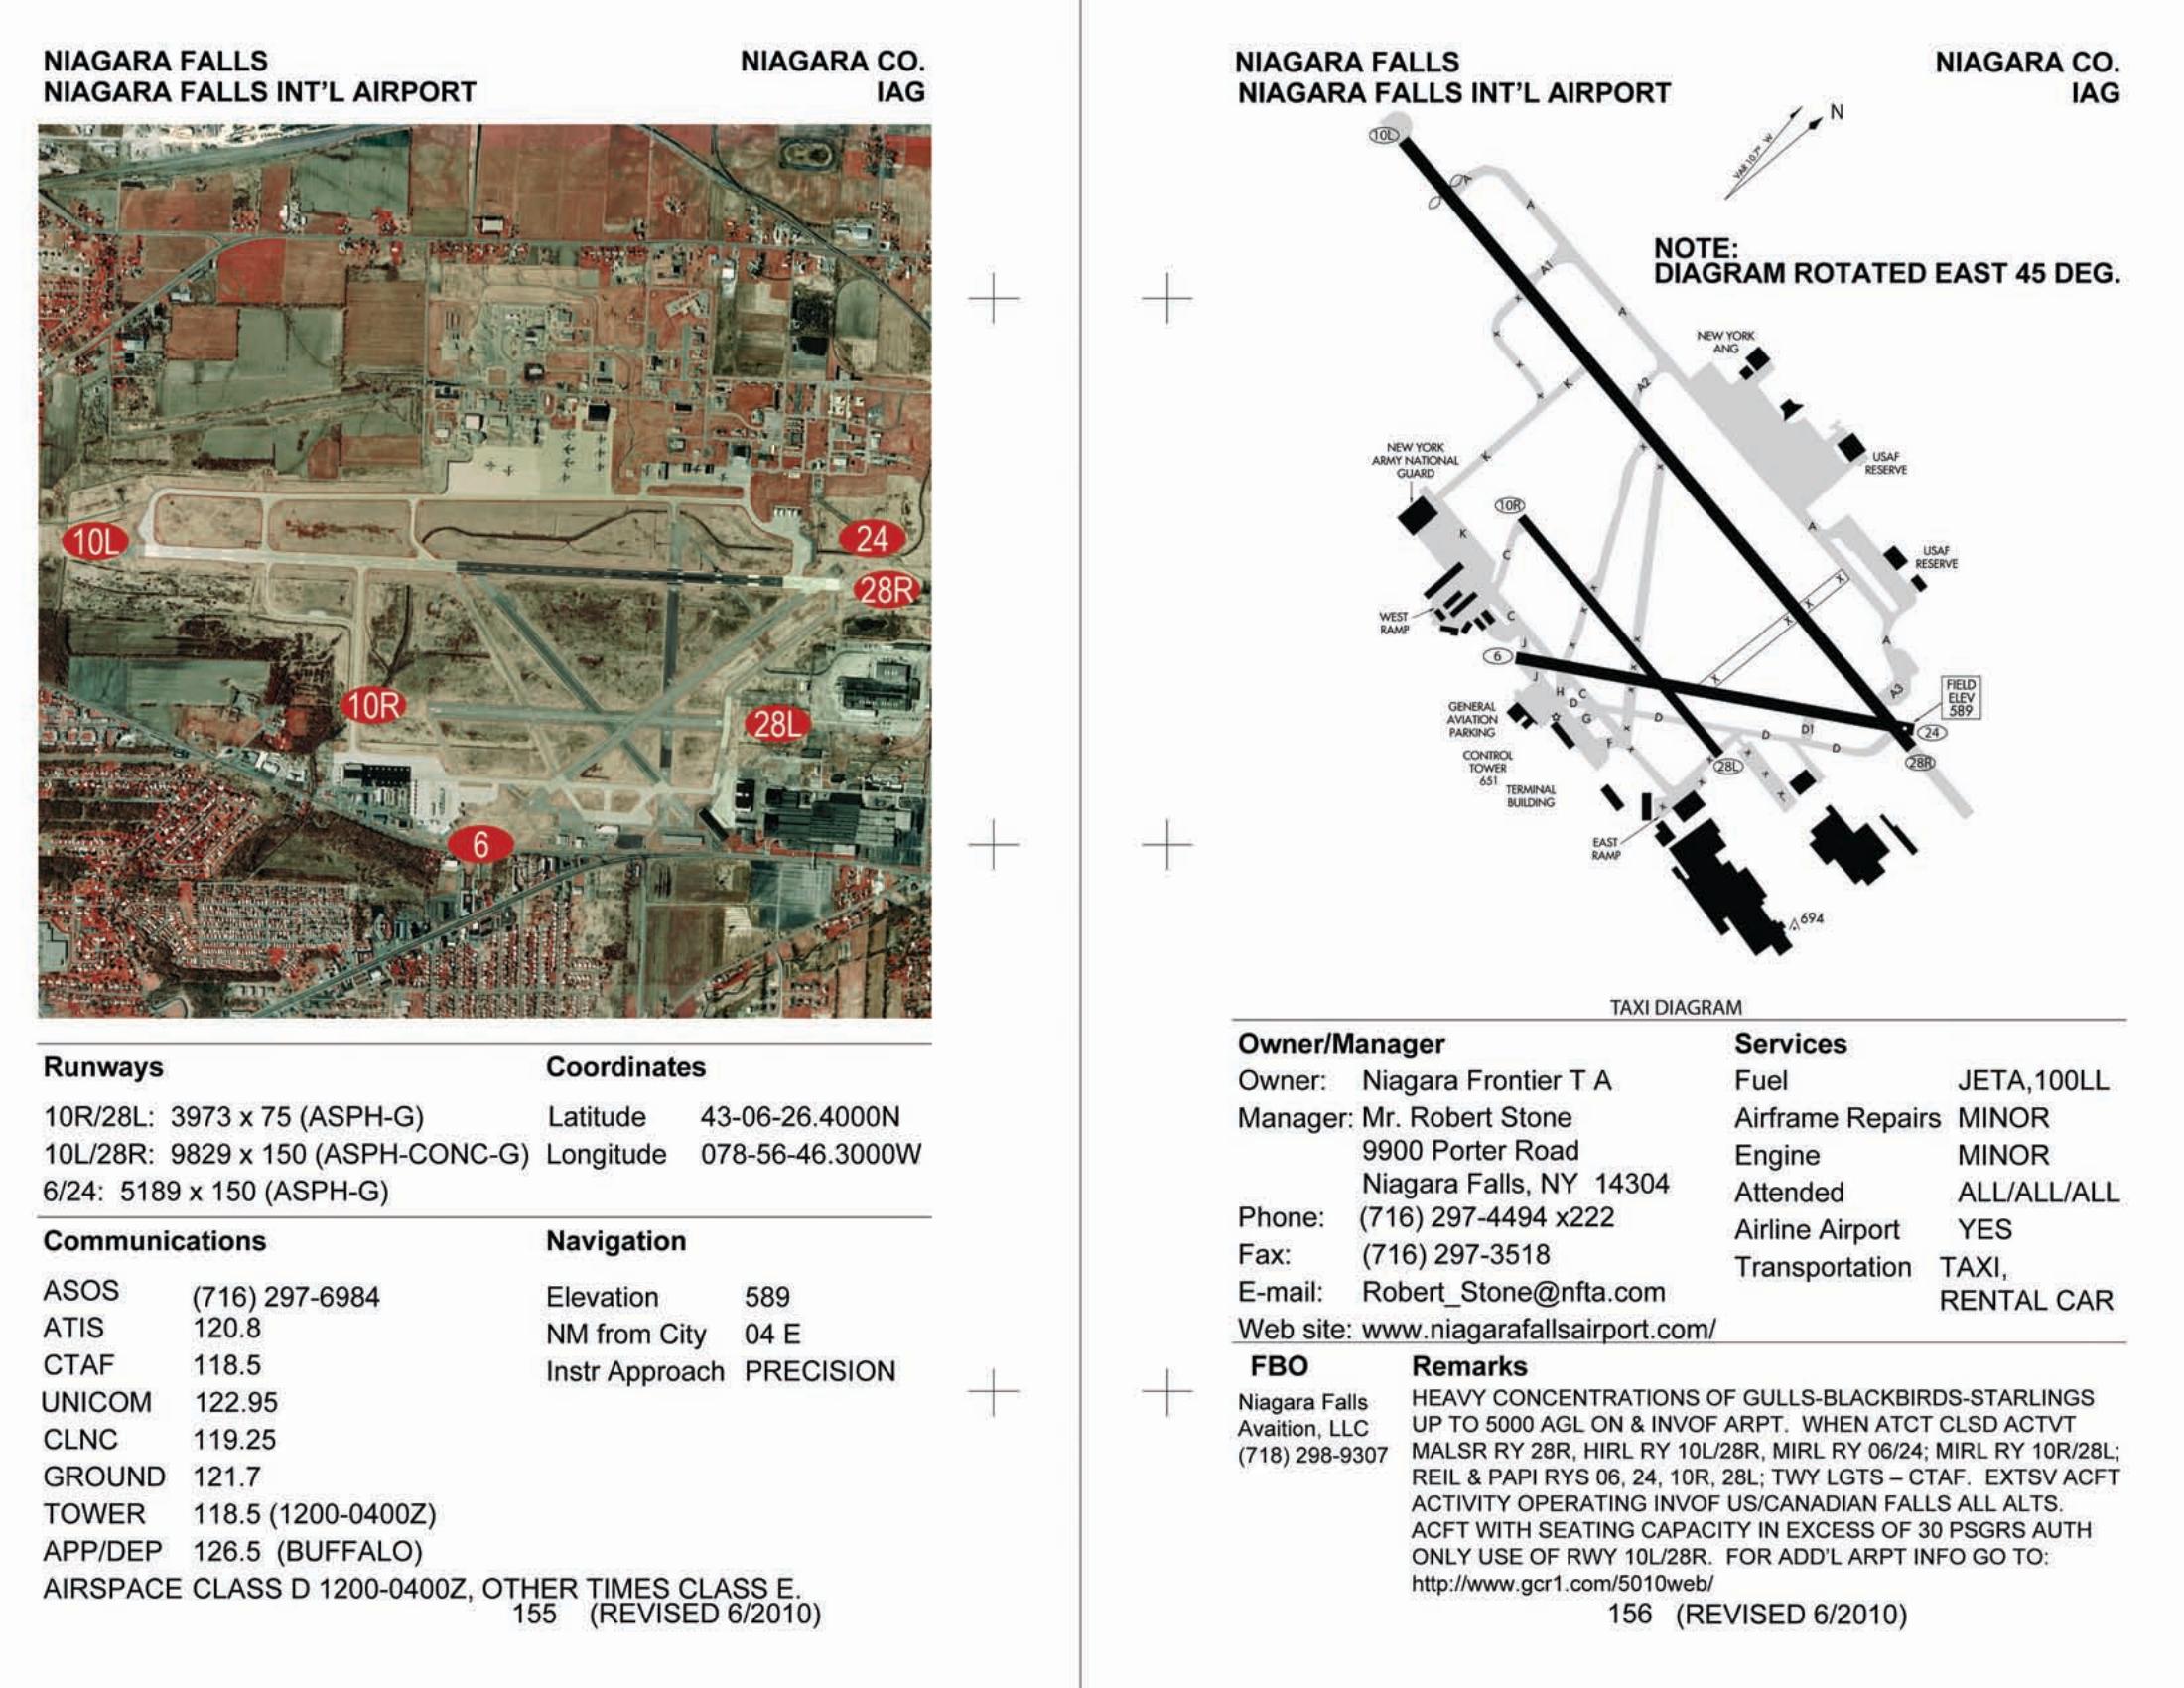 NIAGARA FALLS NIAGARA CO.
NIAGARA FALLS INT'L AIRPORT IAG
10L
24
28R
10R
28L
6
Runways
10R/28L: 3973 x 75 (ASPH-G)
10L/28R: 9829 x 150 (ASPH-CONC-G)
6/24: 5189 x 150 (ASPH-G)
Coordinates
Latitude 43-06-26.4000N
Longitude 078-56-46.3000W
Communications
ASOS (716) 297-6984
ATIS 120.8
CTAF 118.5
UNICOM 122.95
CLNC 119.25
GROUND 121.7
TOWER 118.5 (1200-0400Z)
APP/DEP 126.5 (BUFFALO)
AIRSPACE CLASS D 1200-0400Z, OTHER TIMES CLASS E.
Navigation
Elevation 589
NM from City 04 E
Instr Approach PRECISION
155 (REVISED 6/2010)
NIAGARA FALLS NIAGARA CO.
NIAGARA FALLS INT'L AIRPORT IAG
N
VAR 10.7° W
NOTE:
DIAGRAM ROTATED EAST 45 DEG.
10L
A
A
A1
A
A2
K
K
K
NEW YORK
ANG
USAF
RESERVE
NEW YORK
ARMY NATIONAL
GUARD
10R
C
A
USAF
RESERVE
WEST
RAMP
C
J
6
J
H
C
D
G
F
D
D
D1
D
A
A3
FIELD
ELEV
589
24
28R
28L
GENERAL
AVIATION
PARKING
CONTROL
TOWER
651
TERMINAL
BUILDING
EAST
RAMP
694
TAXI DIAGRAM
Owner/Manager
Owner: Niagara Frontier T A
Manager: Mr. Robert Stone
9900 Porter Road
Niagara Falls, NY 14304
Phone: (716) 297-4494 x222
Fax: (716) 297-3518
E-mail: Robert_Stone@nfta.com
Web site: www.niagarafallsairport.com/
Services
Fuel JETA,100LL
Airframe Repairs MINOR
Engine MINOR
Attended ALL/ALL/ALL
Airline Airport YES
Transportation TAXI,
RENTAL CAR
FBO
Niagara Falls
Avaition, LLC
(718) 298-9307
Remarks
HEAVY CONCENTRATIONS OF GULLS-BLACKBIRDS-STARLINGS
UP TO 5000 AGL ON & INVOF ARPT. WHEN ATCT CLSD ACTVT
MALSR RY 28R, HIRL RY 10L/28R, MIRL RY 06/24; MIRL RY 10R/28L;
REIL & PAPI RYS 06, 24, 10R, 28L; TWY LGTS – CTAF. EXTSV ACFT
ACTIVITY OPERATING INVOF US/CANADIAN FALLS ALL ALTS.
ACFT WITH SEATING CAPACITY IN EXCESS OF 30 PSGRS AUTH
ONLY USE OF RWY 10L/28R. FOR ADD'L ARPT INFO GO TO:
http://www.gcr1.com/5010web/
156 (REVISED 6/2010)